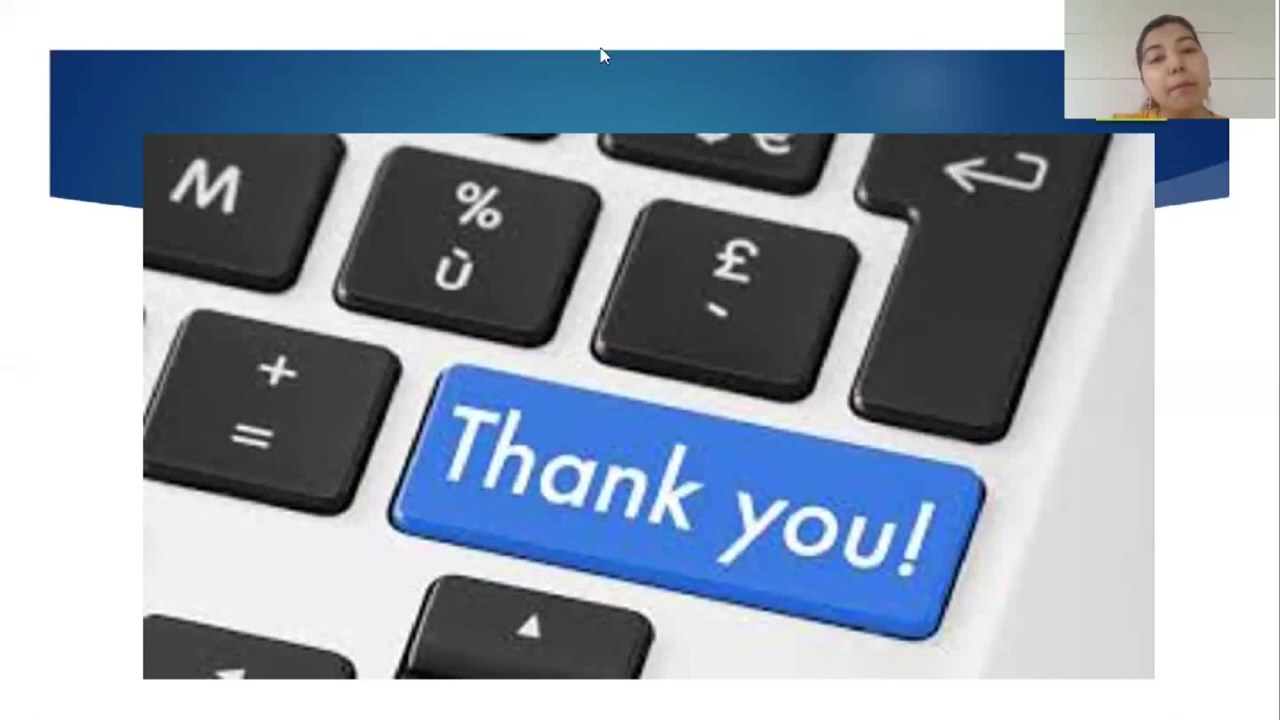 €
M
%
ù
£
+
=
Thank you!